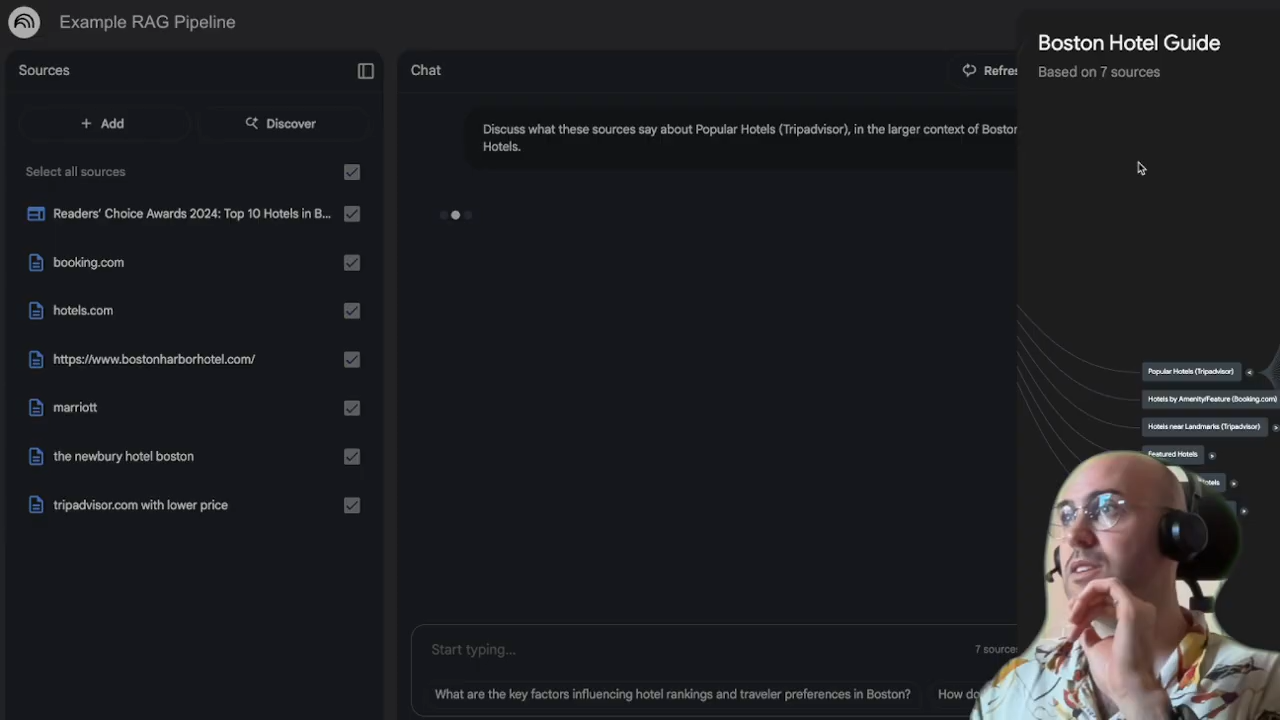 Example RAG Pipeline
Sources
Add
Discover
Select all sources
Readers' Choice Awards 2024: Top 10 Hotels in B...
booking.com
hotels.com
https://www.bostonharborhotel.com/
marriott
the newbury hotel boston
tripadvisor.com with lower price
Chat
Discuss what these sources say about Popular Hotels (Tripadvisor), in the larger context of Boston
Hotels.
Start typing...
7 sources
What are the key factors influencing hotel rankings and traveler preferences in Boston?
How do
Boston Hotel Guide
Based on 7 sources
Popular Hotels (Tripadvisor)
Hotels by Amenity/Feature (Booking.com)
Hotels near Landmarks (Tripadvisor)
Featured Hotels